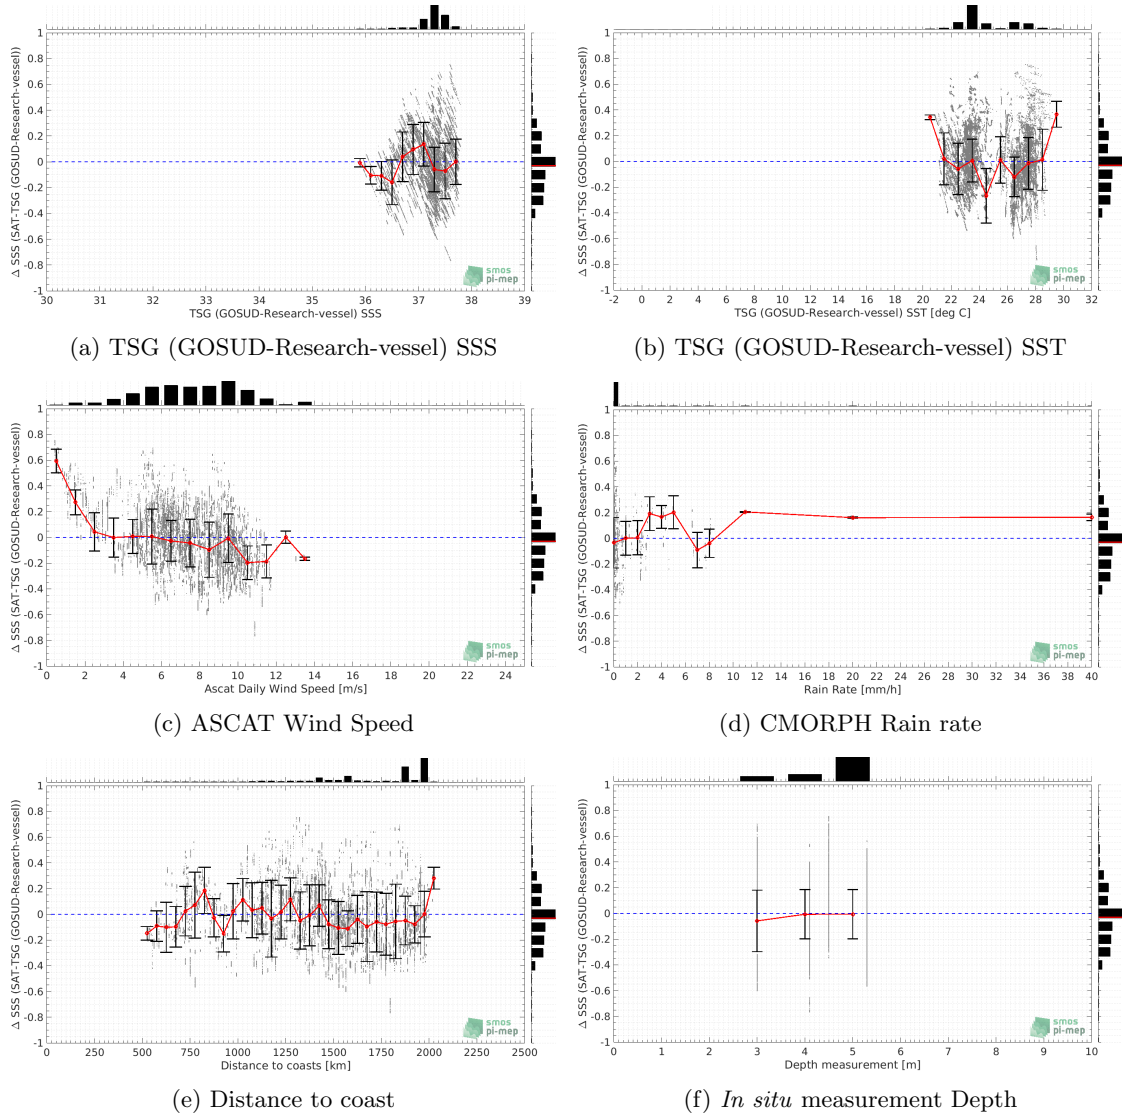 Δ SSS (SAT-TSG (GOSUD-Research-vessel))
1
0.8
0.6
0.4
0.2
0
-0.2
-0.4
-0.6
-0.8
-1
30 31 32 33 34 35 36 37 38 39
TSG (GOSUD-Research-vessel) SSS
smos
pi-mep
(a) TSG (GOSUD-Research-vessel) SSS
Δ SSS (SAT-TSG (GOSUD-Research-vessel))
1
0.8
0.6
0.4
0.2
0
-0.2
-0.4
-0.6
-0.8
-1
-2 0 2 4 6 8 10 12 14 16 18 20 22 24 26 28 30 32
TSG (GOSUD-Research-vessel) SST [deg C]
smos
pi-mep
(b) TSG (GOSUD-Research-vessel) SST
Δ SSS (SAT-TSG (GOSUD-Research-vessel))
1
0.8
0.6
0.4
0.2
0
-0.2
-0.4
-0.6
-0.8
-1
0 2 4 6 8 10 12 14 16 18 20 22 24
Ascat Daily Wind Speed [m/s]
smos
pi-mep
(c) ASCAT Wind Speed
Δ SSS (SAT-TSG (GOSUD-Research-vessel))
1
0.8
0.6
0.4
0.2
0
-0.2
-0.4
-0.6
-0.8
-1
0 2 4 6 8 10 12 14 16 18 20 22 24 26 28 30 32 34 36 38 40
Rain Rate [mm/h]
smos
pi-mep
(d) CMORPH Rain rate
Δ SSS (SAT-TSG (GOSUD-Research-vessel))
1
0.8
0.6
0.4
0.2
0
-0.2
-0.4
-0.6
-0.8
-1
0 250 500 750 1000 1250 1500 1750 2000 2250 2500
Distance to coasts [km]
smos
pi-mep
(e) Distance to coast
Δ SSS (SAT-TSG (GOSUD-Research-vessel))
1
0.8
0.6
0.4
0.2
0
-0.2
-0.4
-0.6
-0.8
-1
0 1 2 3 4 5 6 7 8 9 10
Depth measurement [m]
smos
pi-mep
(f) In situ measurement Depth